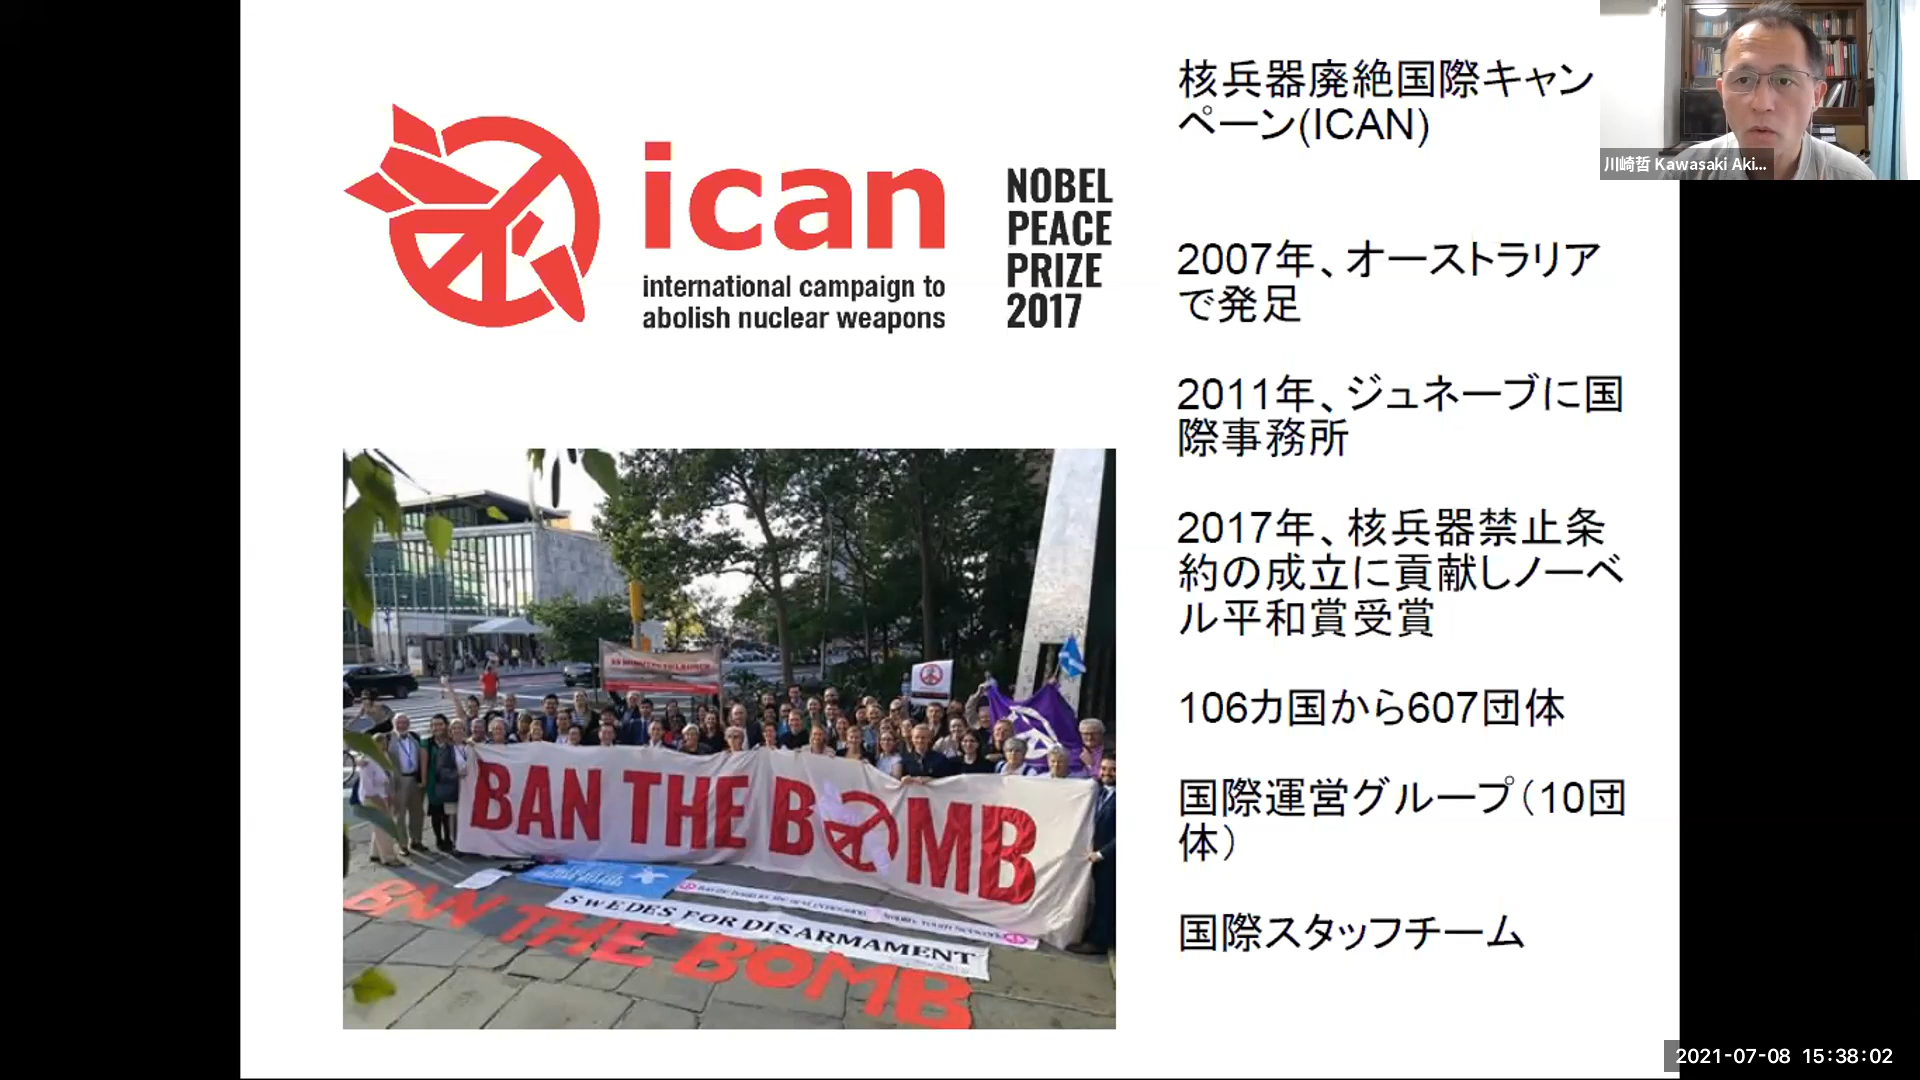 ican
international campaign to
abolish nuclear weapons
NOBEL
PEACE
PRIZE
2017
核兵器廃絶国際キャン
ペーン(ICAN)
2007年、オーストラリア
で発足
2011年、ジュネーブに国
際事務所
2017年、核兵器禁止条
約の成立に貢献しノーベ
ル平和賞受賞
106カ国から607団体
国際運営グループ（10団
体）
国際スタッフチーム
BAN THE BOMB
SWEDES FOR DISARMAMENT
BAN THE BOMB
川崎哲 Kawasaki Aki...
2021-07-08 15:38:02